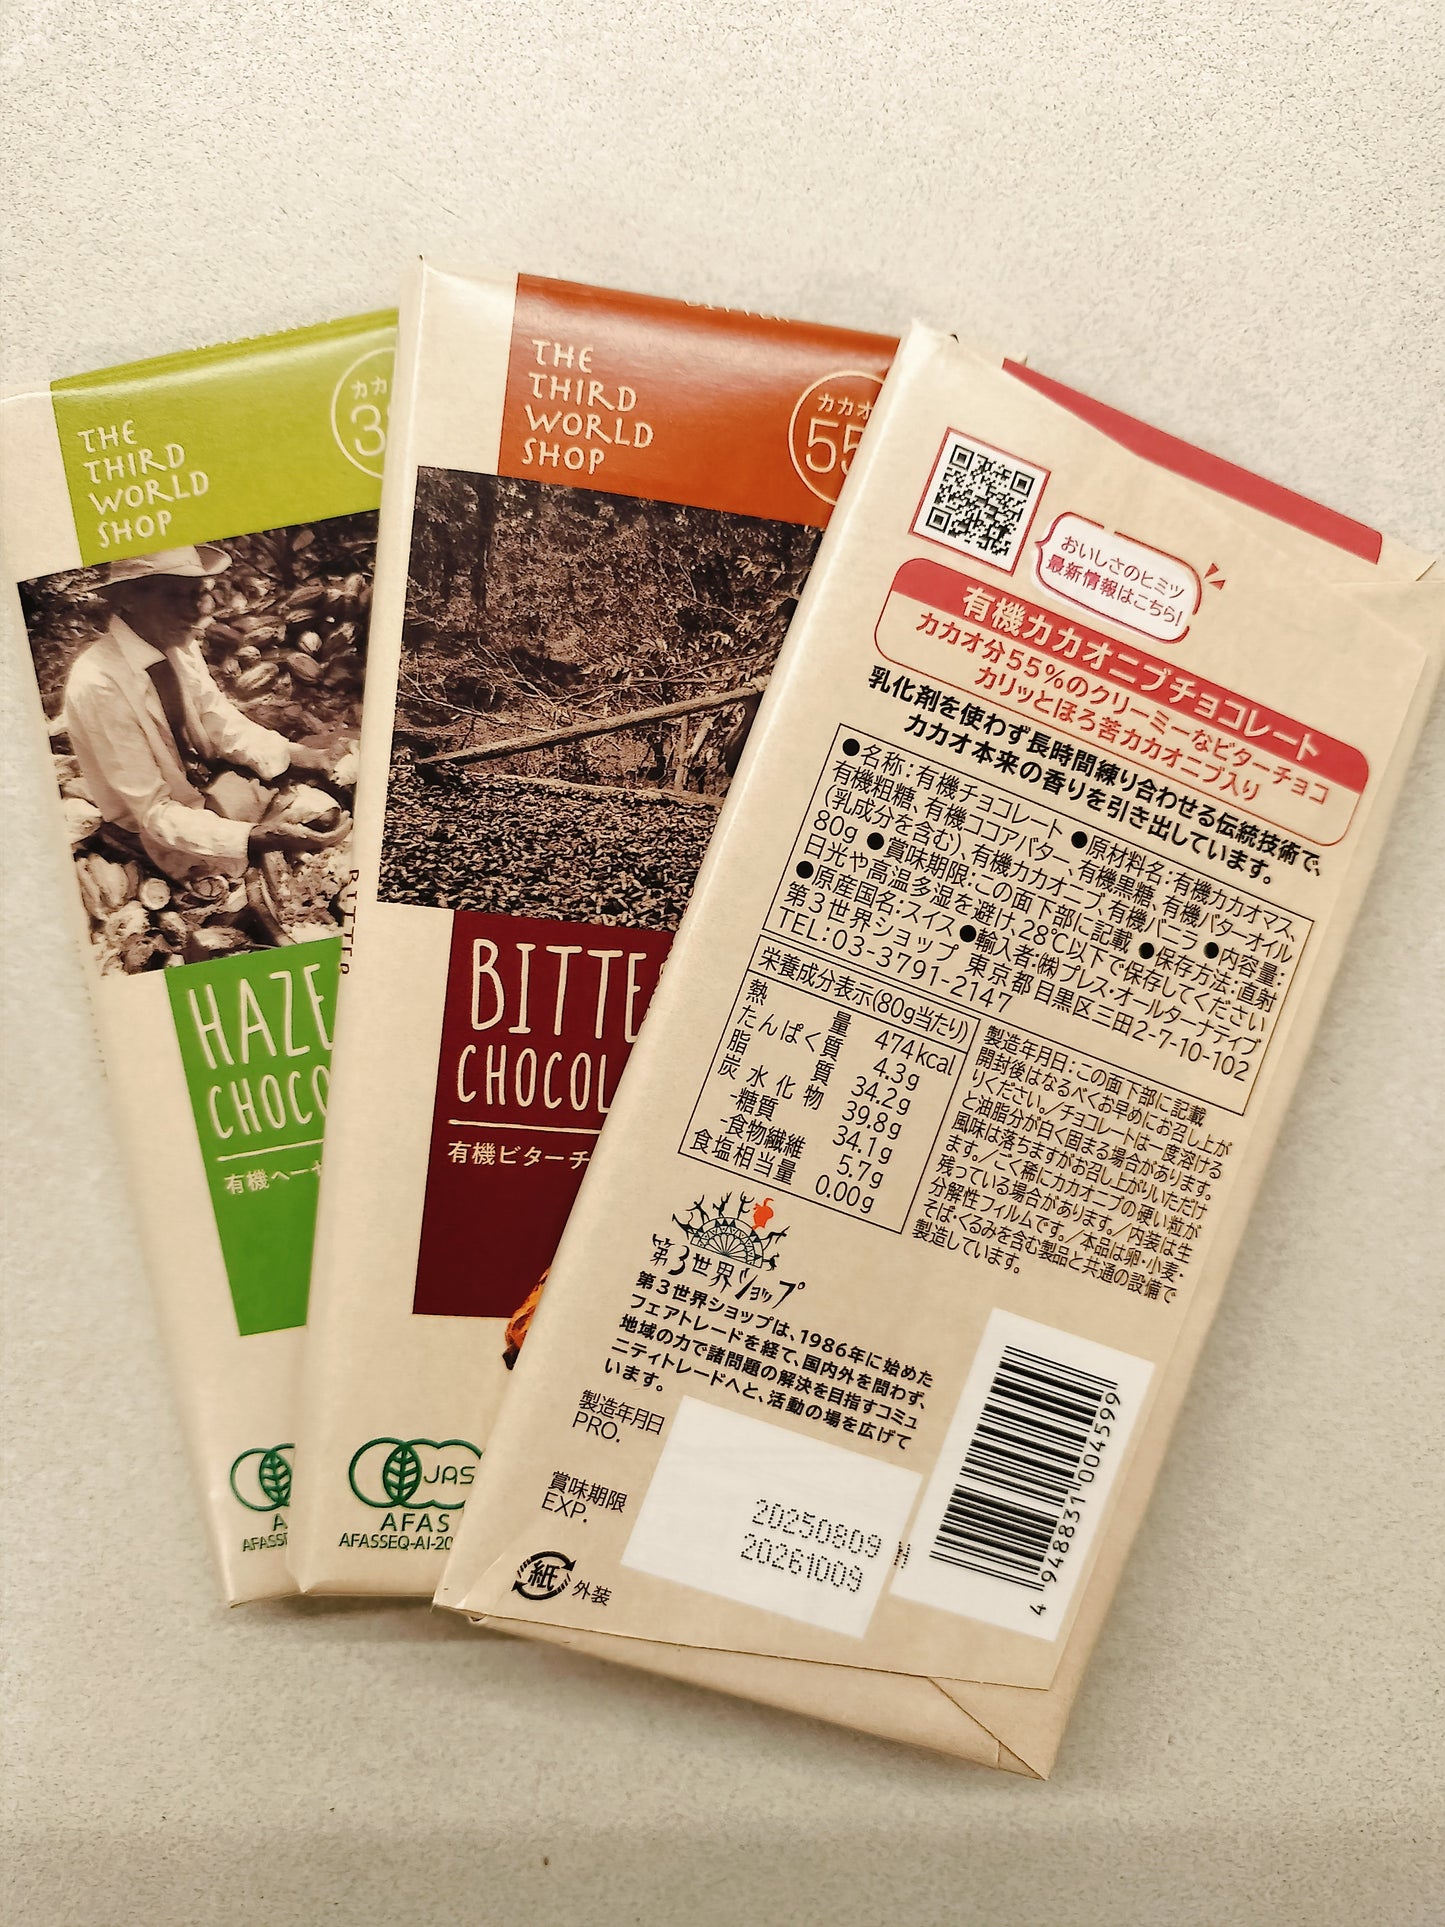 THE
THIRD
WORLD
SHOP
カカ
3
HAZE
CHOCO
有機ヘー
AFASSE
BITTER
THE
THIRD
WORLD
SHOP
カカオ
55
BITTER
BITTE
CHOCOL
有機ビターチ
JAS
AFAS
AFASSEQ-AI-20
おいしさのヒミツ
最新情報はこちら!
有機カカオニブチョコレート
カカオ分55%のクリーミーなビターチョコ
カリッとほろ苦カカオニブ入り
乳化剤を使わず長時間練り合わせる伝統技術で、
カカオ本来の香りを引き出しています。
●名称:有機チョコレート ●原材料名:有機カカオマス、
有機粗糖、有機ココアバター、有機黒糖、有機バターオイル
(乳成分を含む)、有機カカオニブ、有機バニラ ●内容量:
80g ●賞味期限:この面下部に記載 ●保存方法:直射
日光や高温多湿を避け、28℃以下で保存してください
●原産国名:スイス ●輸入者:㈱プレス・オールターナティブ
第3世界ショップ 東京都目黒区三田2-7-10-102
TEL:03-3791-2147
栄養成分表示(80g当たり)
熱量 474kcal
たんぱく質 4.3g
脂質 34.2g
炭水化物 39.8g
-糖質 34.1g
-食物繊維 5.7g
食塩相当量 0.00g
製造年月日:この面下部に記載
開封後はなるべくお早めにお召し上が
りください。/チョコレートは一度溶ける
と油脂分が白く固まる場合があります。
風味は落ちますがお召し上がりいただけ
ます。/ごく稀にカカオニブの硬い粒が
残っている場合があります。/内装は生
分解性フィルムです。/本品は卵・小麦・
そば・くるみを含む製品と共通の設備で
製造しています。
第3世界ショップ
第3世界ショップは、1986年に始めた
フェアトレードを経て、国内外を問わず、
地域の力で諸問題の解決を目指すコミュ
ニティトレードへと、活動の場を広げて
います。
製造年月日
PRO.
20250809
賞味期限
EXP.
20261009
紙 外装
4 948831 004599